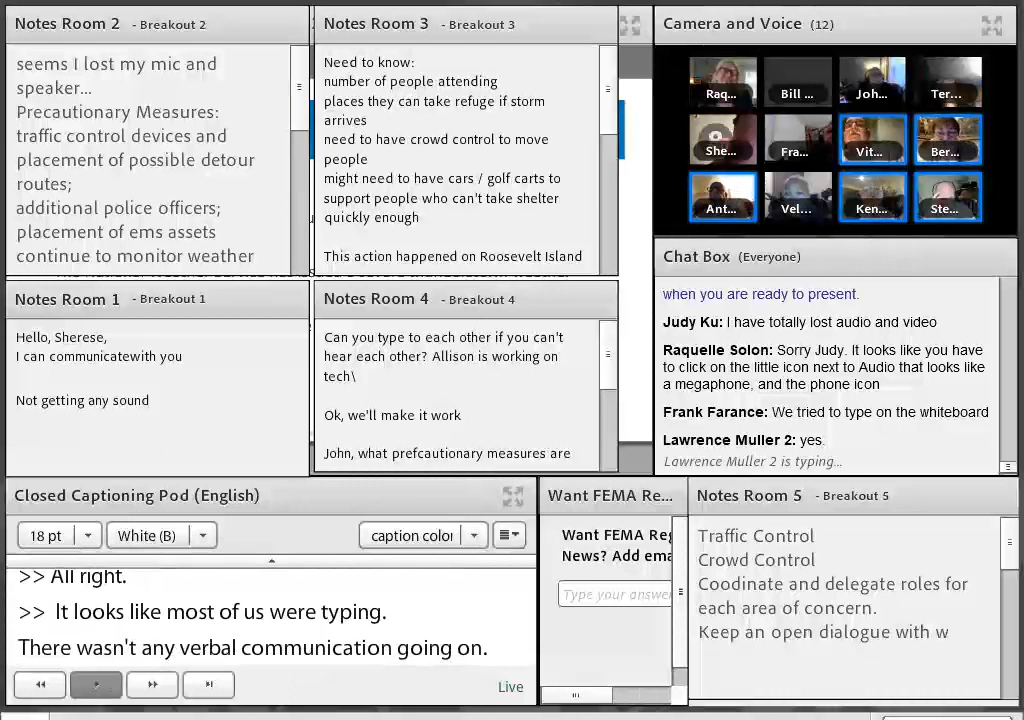 Notes Room 2 - Breakout 2
seems I lost my mic and
speaker...
Precautionary Measures:
traffic control devices and
placement of possible detour
routes;
additional police officers;
placement of ems assets
continue to monitor weather
Notes Room 3 - Breakout 3
Need to know:
number of people attending
places they can take refuge if storm
arrives
need to have crowd control to move
people
might need to have cars / golf carts to
support people who can't take shelter
quickly enough
This action happened on Roosevelt Island
Camera and Voice (12)
Raq...
Bill ...
Joh...
Ter...
She...
Fra...
Vit...
Ber...
Ant...
Vel...
Ken...
Ste...
Chat Box (Everyone)
when you are ready to present.
Judy Ku: I have totally lost audio and video
Raquelle Solon: Sorry Judy. It looks like you have
to click on the little icon next to Audio that looks like
a megaphone, and the phone icon
Frank Farance: We tried to type on the whiteboard
Lawrence Muller 2: yes.
Lawrence Muller 2 is typing...
Notes Room 1 - Breakout 1
Hello, Sherese,
I can communicatewith you
Not getting any sound
Notes Room 4 - Breakout 4
Can you type to each other if you can't
hear each other? Allison is working on
tech\
Ok, we'll make it work
John, what prefcautionary measures are
Closed Captioning Pod (English)
18 pt
White (B)
caption color
>> All right.
>> It looks like most of us were typing.
There wasn't any verbal communication going on.
Live
Want FEMA Re...
Want FEMA Reg
News? Add ema
Type your answer
Notes Room 5 - Breakout 5
Traffic Control
Crowd Control
Coodinate and delegate roles for
each area of concern.
Keep an open dialogue with w